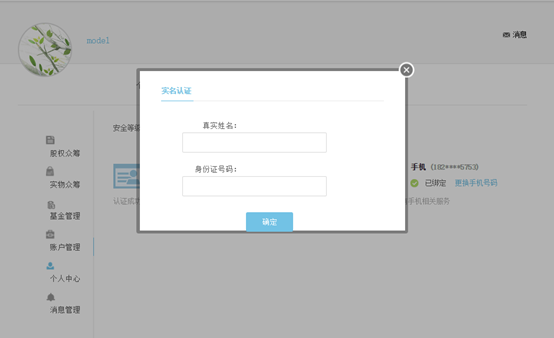 model
消息
实名认证
真实姓名:
安全等级
股权众筹
手机 (182****5753)
身份证号码:
实物众筹
已绑定 更换手机号码
基金管理
手机相关服务
确定
账户管理
个人中心
消息管理